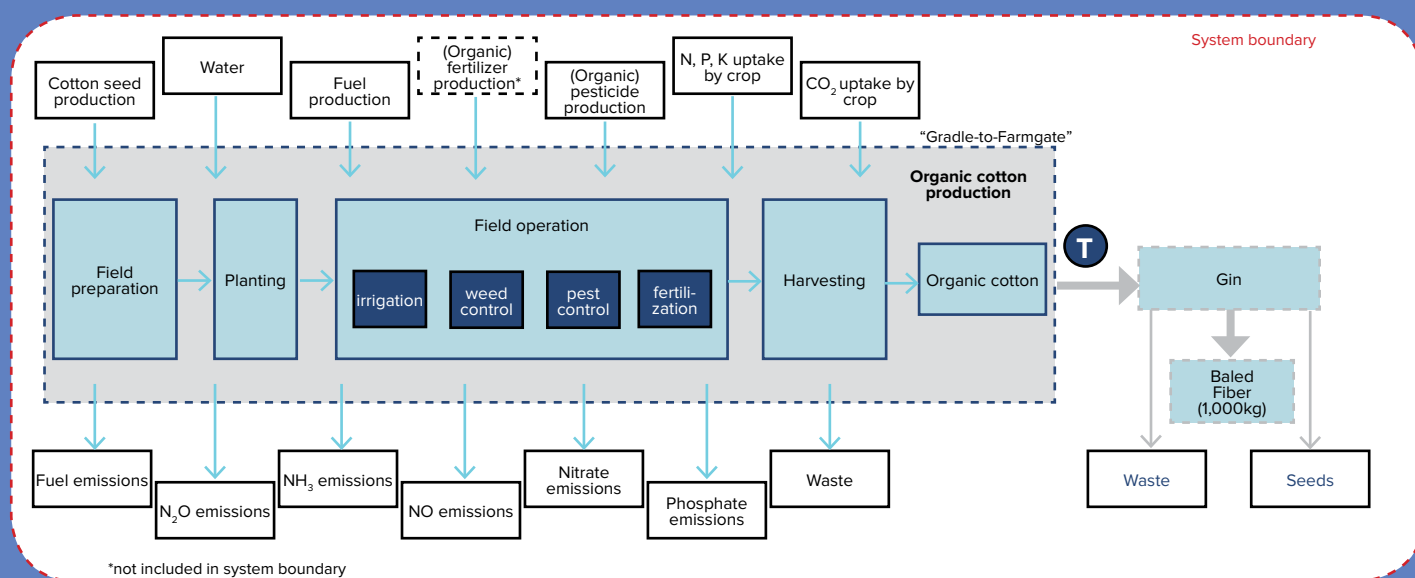 System boundary
Cotton seed
production
Water
Fuel
production
(Organic)
fertilizer
production*
(Organic)
pesticide
production
N, P, K uptake
by crop
CO₂ uptake by
crop
“Gradle-to-Farmgate”
Organic cotton
production
Field
preparation
Planting
Field operation
irrigation
weed
control
pest
control
fertili-
zation
Harvesting
Organic cotton
T
Gin
Baled
Fiber
(1,000kg)
Fuel emissions
N₂O emissions
NH₃ emissions
NO emissions
Nitrate
emissions
Phosphate
emissions
Waste
Waste
Seeds
*not included in system boundary